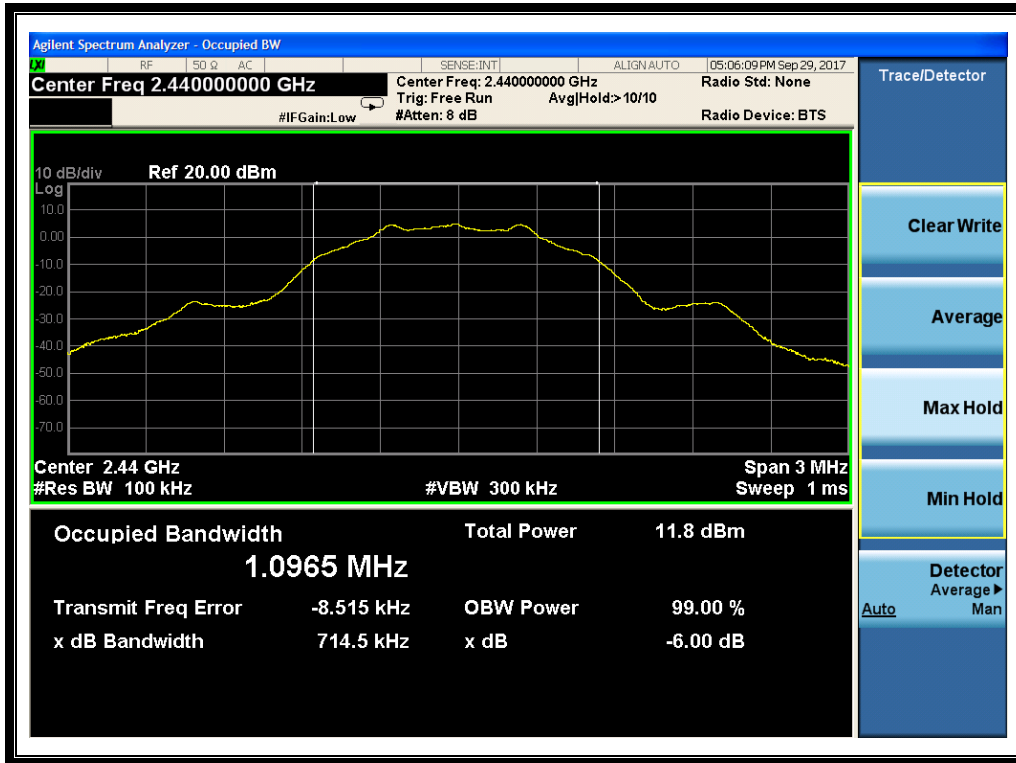 Agilent Spectrum Analyzer - Occupied BW
LXI RF 50 Ω AC SENSE:INT ALIGN AUTO 05:06:09 PM Sep 29, 2017
Center Freq 2.440000000 GHz
Center Freq: 2.440000000 GHz
Radio Std: None
Trig: Free Run
Avg|Hold:> 10/10
#IFGain:Low
#Atten: 8 dB
Radio Device: BTS
10 dB/div Ref 20.00 dBm
Log
10.0
0.00
-10.0
-20.0
-30.0
-40.0
-50.0
-60.0
-70.0
Center 2.44 GHz Span 3 MHz
#Res BW 100 kHz #VBW 300 kHz Sweep 1 ms
Occupied Bandwidth Total Power 11.8 dBm
1.0965 MHz
Transmit Freq Error -8.515 kHz OBW Power 99.00 %
x dB Bandwidth 714.5 kHz x dB -6.00 dB
Trace/Detector
Clear Write
Average
Max Hold
Min Hold
Detector
Average▶
Auto Man